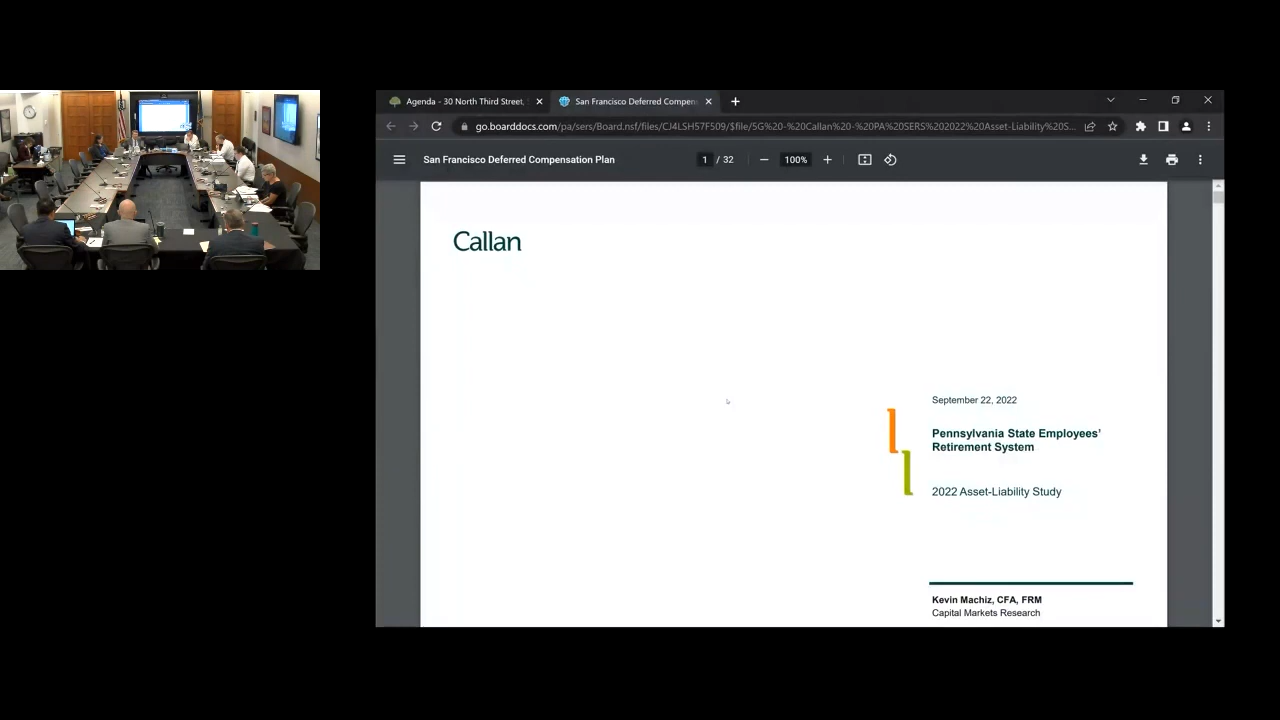 Agenda - 30 North Third Street,
San Francisco Deferred Compens
go.boarddocs.com/pa/sers/Board.nsf/files/CJ4LSH57F509/$file/5G%20-%20Callan%20-%20PA%20SERS%202022%20Asset-Liability%20S...
San Francisco Deferred Compensation Plan
1 / 32
100%
Callan
September 22, 2022
Pennsylvania State Employees'
Retirement System
2022 Asset-Liability Study
Kevin Machiz, CFA, FRM
Capital Markets Research